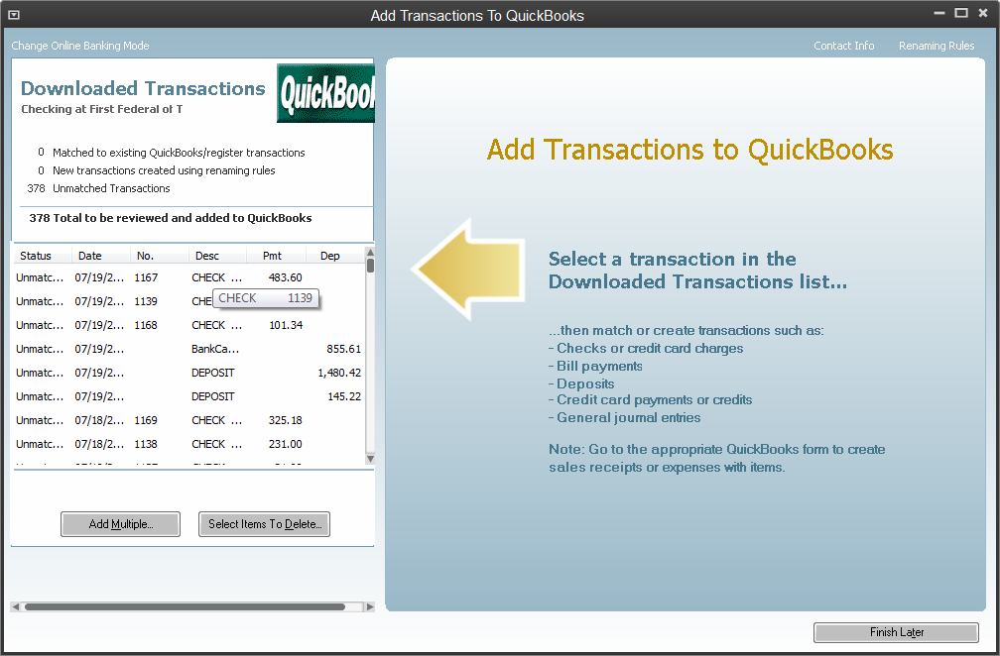 Add Transactions To QuickBooks
Change Online Banking Mode
Contact Info
Renaming Rules
Downloaded Transactions
Checking at First Federal of T
QuickBook
0 Matched to existing QuickBooks/register transactions
0 New transactions created using renaming rules
378 Unmatched Transactions
378 Total to be reviewed and added to QuickBooks
Status Date No. Desc Pmt Dep
Unmatc... 07/19/2... 1167 CHECK ... 483.60
Unmatc... 07/19/2... 1139 CHE
CHECK 1139
Unmatc... 07/19/2... 1168 CHECK ... 101.34
Unmatc... 07/19/2... BankCa... 855.61
Unmatc... 07/19/2... DEPOSIT 1,480.42
Unmatc... 07/19/2... DEPOSIT 145.22
Unmatc... 07/18/2... 1169 CHECK ... 325.18
Unmatc... 07/18/2... 1138 CHECK ... 231.00
Add Multiple...
Select Items To Delete...
Add Transactions to QuickBooks
Select a transaction in the
Downloaded Transactions list...
...then match or create transactions such as:
- Checks or credit card charges
- Bill payments
- Deposits
- Credit card payments or credits
- General journal entries
Note: Go to the appropriate QuickBooks form to create
sales receipts or expenses with items.
Finish Later